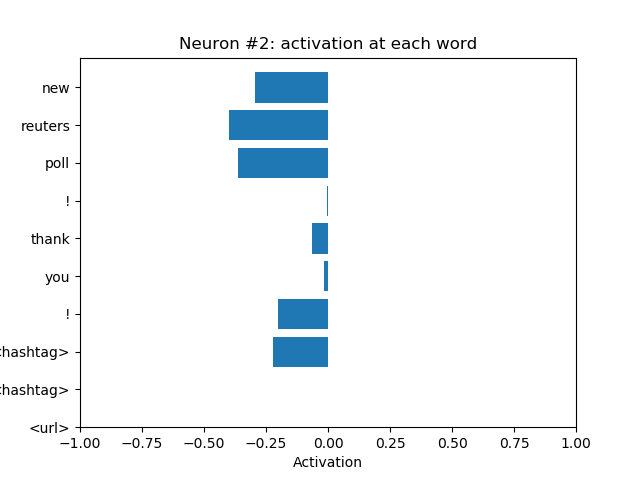 Neuron #2: activation at each word
new
reuters
poll
!
thank
you
!
hashtag>
hashtag>
<url>
−1.00 −0.75 −0.50 −0.25 0.00 0.25 0.50 0.75 1.00
Activation